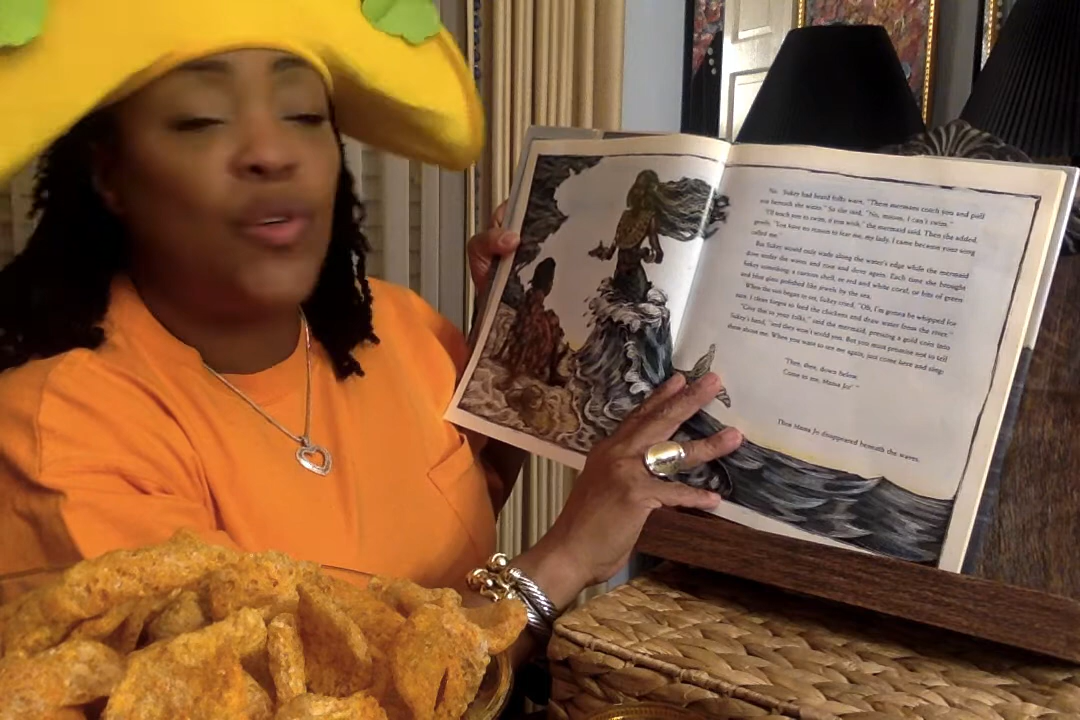 No. Sukey had heard folks warn, "Them mermaids catch you and pull
you beneath the water." So she said, "No, ma'am, I can't swim."
"I'll teach you to swim, if you wish," the mermaid said. Then she added,
gently, "You have no reason to fear me, my lady. I came because your song
called me."
But Sukey would only wade along the water's edge while the mermaid
dove under the waves and rose and dove again. Each time she brought
Sukey something: a curious shell, or red and white coral, or bits of green
and blue glass polished like jewels by the sea.
When the sun began to set, Sukey cried, "Oh, I'm gonna be whipped for
sure. I clean forgot to feed the chickens and draw water from the river."
"Give this to your folks," said the mermaid, pressing a gold coin into
Sukey's hand, "and they won't scold you. But you must promise not to tell
them about me. When you want to see me again, just come here and sing:
"Then, then, down below,
Come to me, Mama Jo! "
Then Mama Jo disappeared beneath the waves.